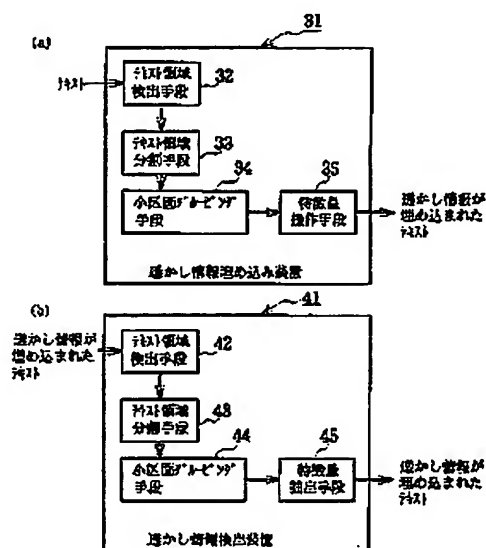 (a)
31
テキスト
テキスト領域
検出手段
32
テキスト領域
分割手段
33
小区画グルーピング
手段
34
特徴量
操作手段
35
透かし情報が
埋め込まれた
テキスト
透かし情報埋め込み装置
(b)
41
透かし情報が
埋め込まれた
テキスト
テキスト領域
検出手段
42
テキスト領域
分割手段
43
小区画グルーピング
手段
44
特徴量
抽出手段
45
透かし情報が
埋め込まれた
テキスト
透かし情報検出装置